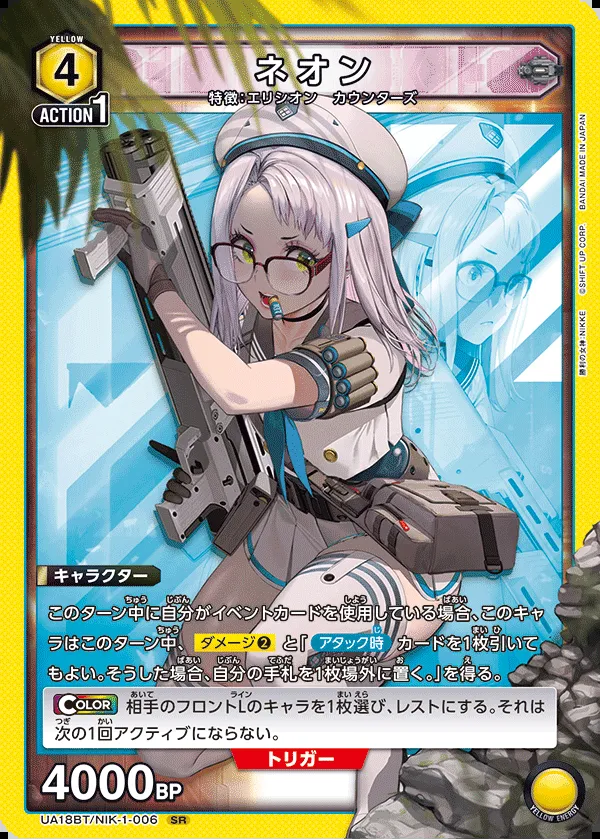 YELLOW
4
ACTION1
ネオン
特徴:エリシオン カウンターズ
勝利の女神:NIKKE ©SHIFT UP CORP. BANDAI MADE IN JAPAN
キャラクター
このターン中に自分がイベントカードを使用している場合、このキャ
ラはこのターン中、ダメージ2と「アタック時 カードを1枚引いて
もよい。そうした場合、自分の手札を1枚場外に置く。」を得る。
COLOR 相手のフロントLのキャラを1枚選び、レストにする。それは
次の1回アクティブにならない。
トリガー
4000BP
YELLOW ENERGY
UA18BT/NIK-1-006 SR